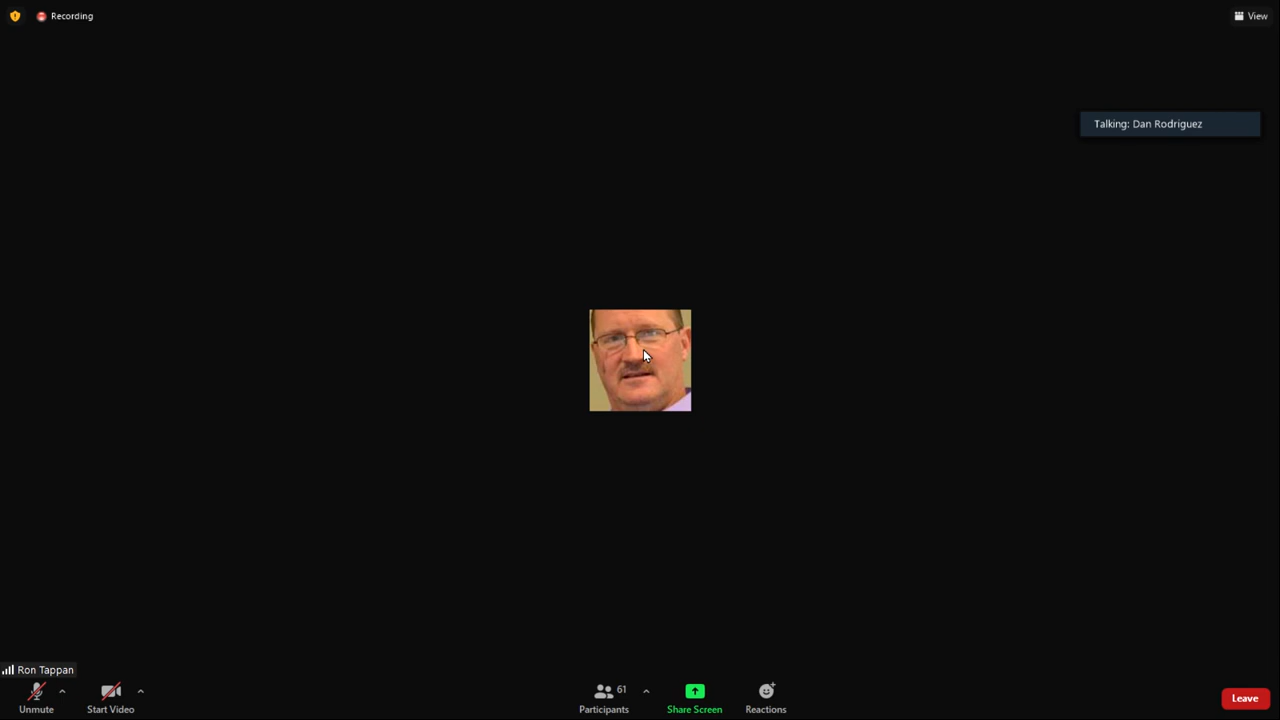 Recording
View
Talking: Dan Rodriguez
Ron Tappan
Unmute
Start Video
61
Participants
Share Screen
Reactions
Leave